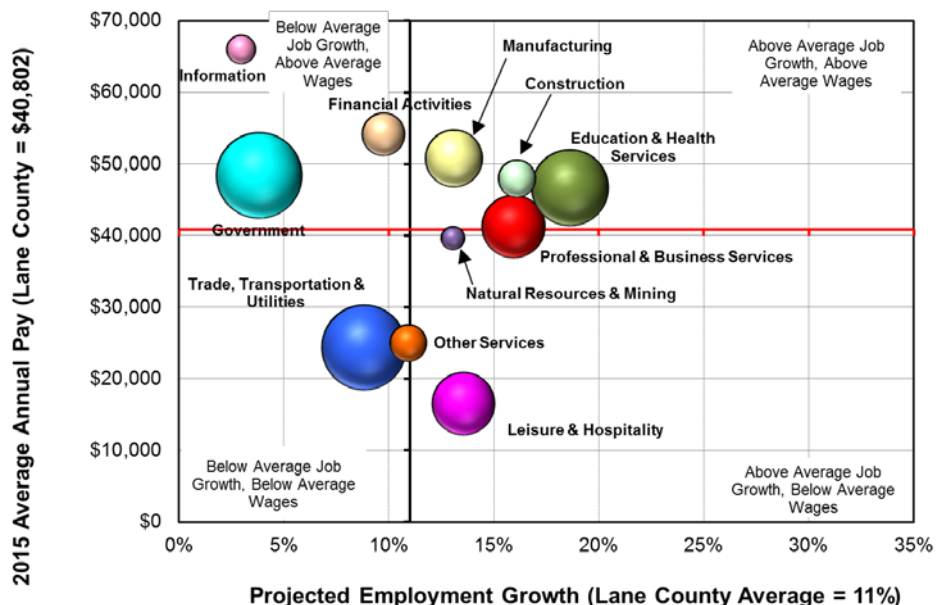 2015 Average Annual Pay (Lane County = $40,802)
$70,000
$60,000
$50,000
$40,000
$30,000
$20,000
$10,000
$0
Below Average
Job Growth,
Above Average
Wages
Above Average Job
Growth, Above
Average Wages
Information
Financial Activities
Manufacturing
Construction
Education & Health
Services
Government
Professional & Business Services
Trade, Transportation &
Utilities
Natural Resources & Mining
Other Services
Leisure & Hospitality
Below Average Job
Growth, Below Average
Wages
Above Average Job
Growth, Below Average
Wages
0%
5%
10%
15%
20%
25%
30%
35%
Projected Employment Growth (Lane County Average = 11%)